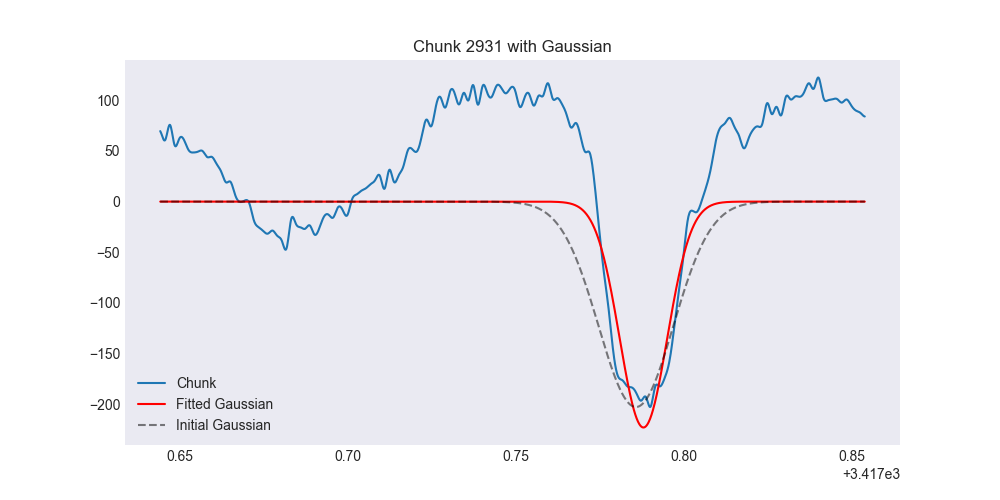 Chunk 2931 with Gaussian
100
50
0
−50
−100
−150
−200
Chunk
Fitted Gaussian
Initial Gaussian
0.65 0.70 0.75 0.80 0.85
+3.417e3